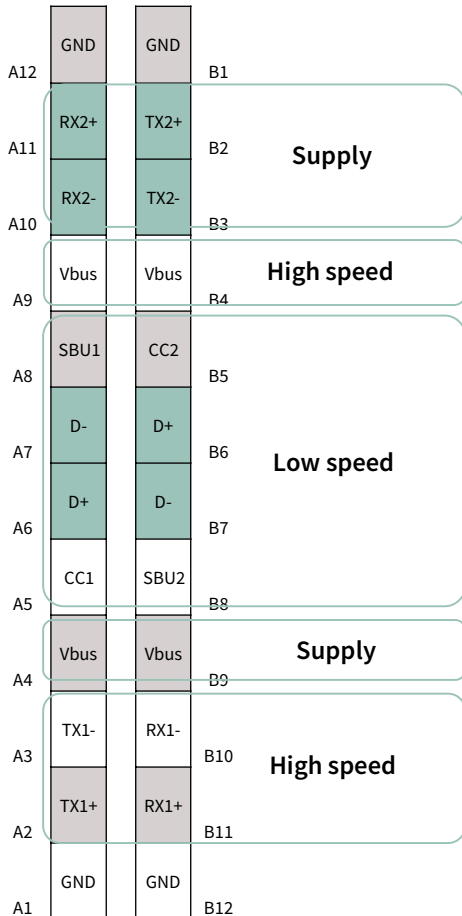 GND GND
A12 B1
RX2+ TX2+
A11 B2
Supply
RX2- TX2-
A10 B3
Vbus Vbus High speed
A9 B4
SBU1 CC2
A8 B5
D- D+
A7 B6
Low speed
D+ D-
A6 B7
CC1 SBU2
A5 B8
Vbus Vbus Supply
A4 B9
TX1- RX1-
A3 B10
High speed
TX1+ RX1+
A2 B11
GND GND
A1 B12